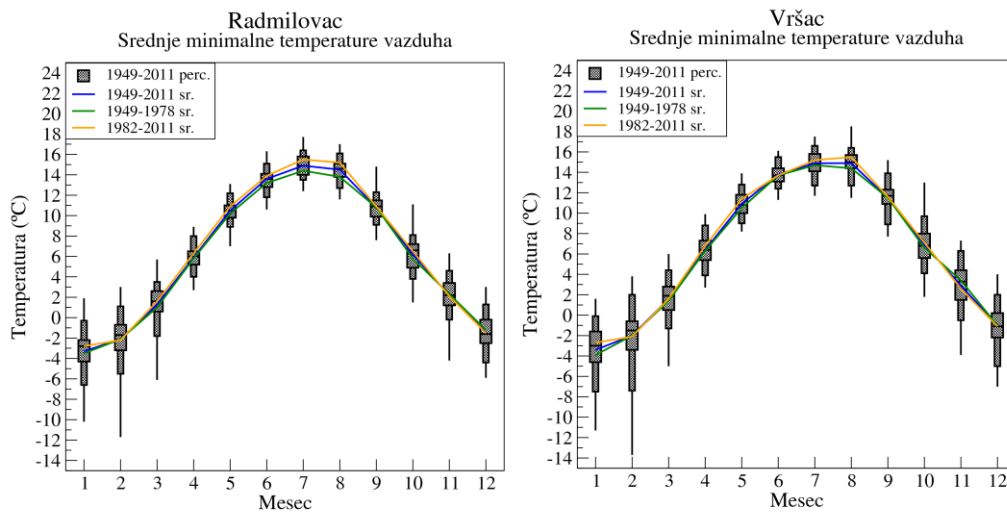 Radmilovac
Srednje minimalne temperature vazduha
24
22
20
18
16
14
12
10
8
6
4
2
0
-2
-4
-6
-8
-10
-12
-14
Temperatura (ºC)
1949-2011 perc.
1949-2011 sr.
1949-1978 sr.
1982-2011 sr.
1 2 3 4 5 6 7 8 9 10 11 12
Mesec
Vršac
Srednje minimalne temperature vazduha
24
22
20
18
16
14
12
10
8
6
4
2
0
-2
-4
-6
-8
-10
-12
-14
Temperatura (ºC)
1949-2011 perc.
1949-2011 sr.
1949-1978 sr.
1982-2011 sr.
1 2 3 4 5 6 7 8 9 10 11 12
Mesec